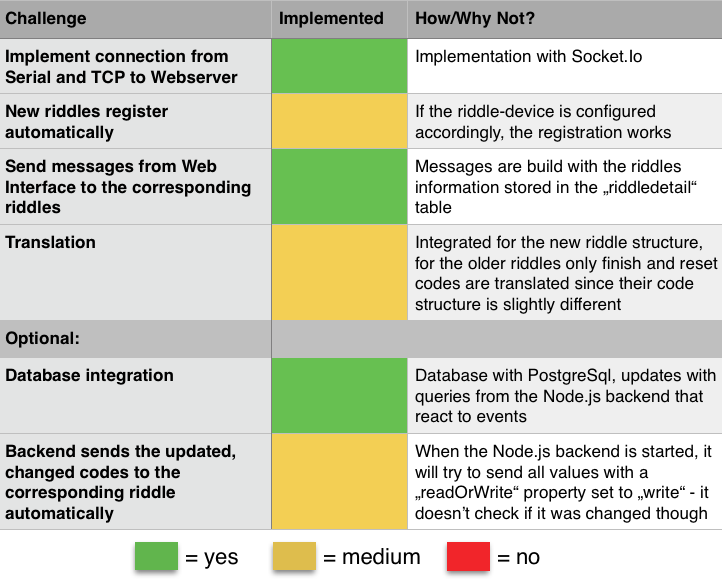 Challenge Implemented How/Why Not?
Implement connection from
Serial and TCP to Webserver
Implementation with Socket.Io
New riddles register
automatically
If the riddle-device is configured
accordingly, the registration works
Send messages from Web
Interface to the corresponding
riddles
Messages are build with the riddles
information stored in the „riddledetail“
table
Translation
Integrated for the new riddle structure,
for the older riddles only finish and reset
codes are translated since their code
structure is slightly different
Optional:
Database integration
Database with PostgreSql, updates with
queries from the Node.js backend that
react to events
Backend sends the updated,
changed codes to the
corresponding riddle
automatically
When the Node.js backend is started, it
will try to send all values with a
„readOrWrite“ property set to „write“ - it
doesn’t check if it was changed though
= yes = medium = no